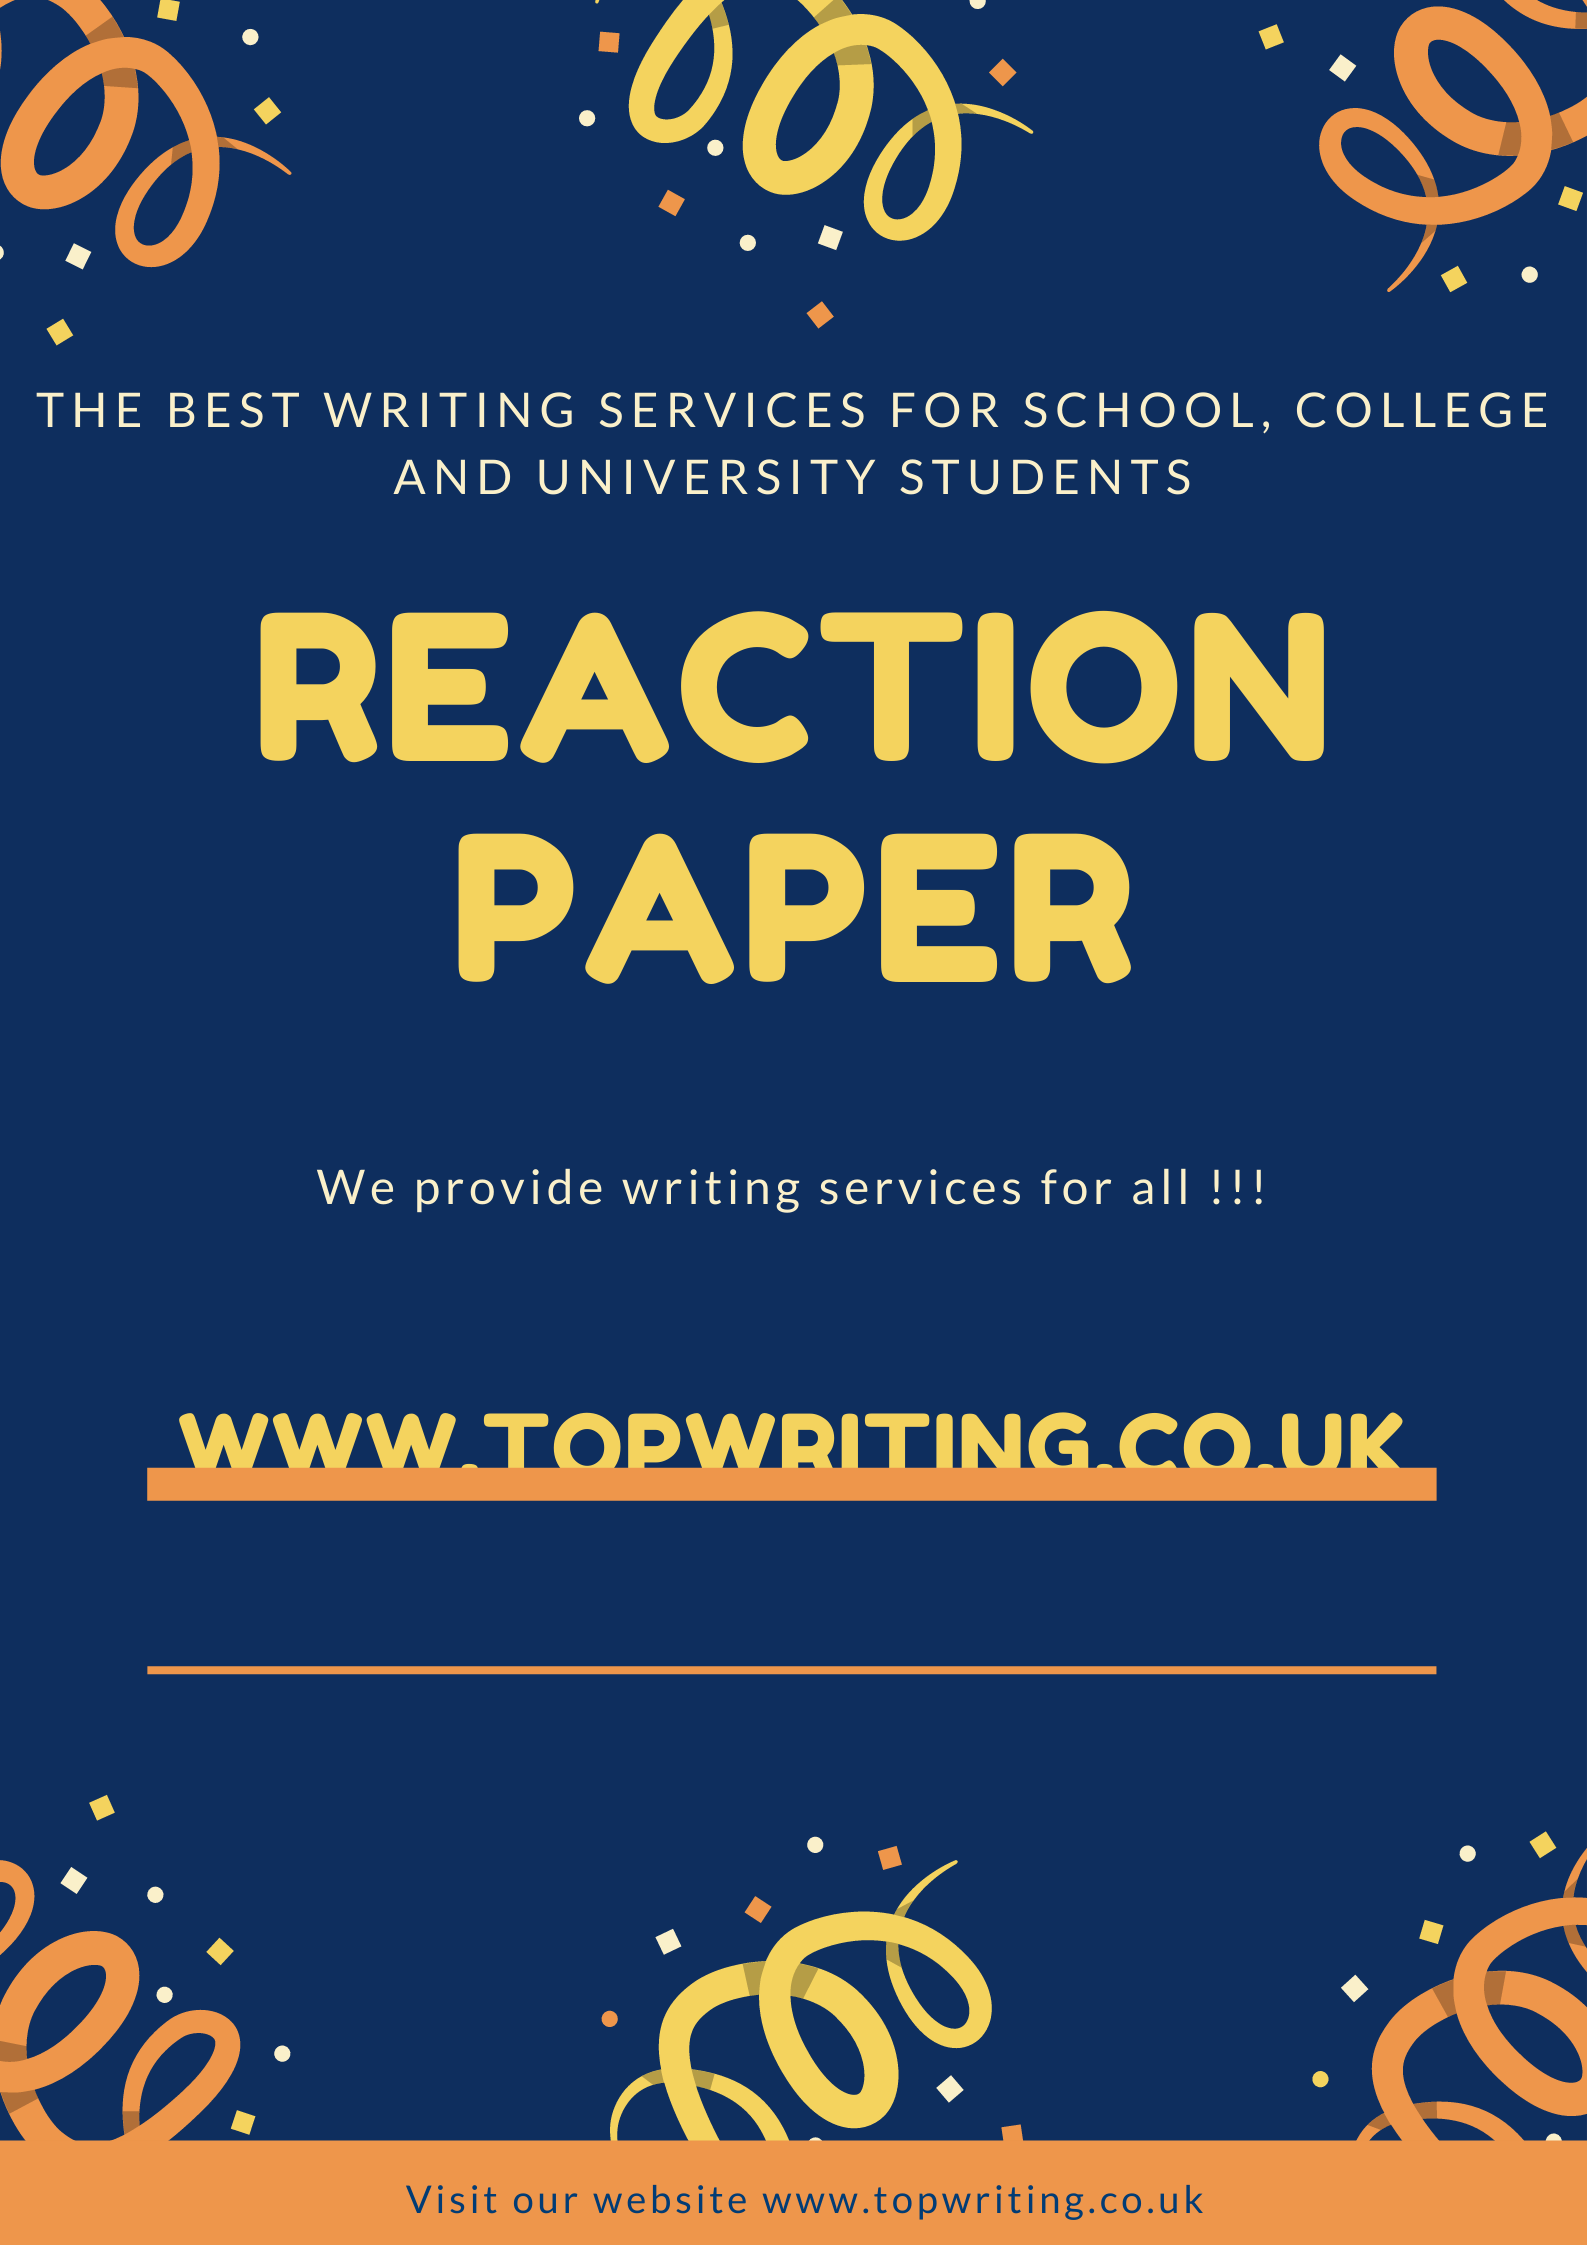 THE BEST WRITING SERVICES FOR SCHOOL, COLLEGE
AND UNIVERSITY STUDENTS
REACTION
PAPER
We provide writing services for all !!!
WWW.TOPWRITING.CO.UK
Visit our website www.topwriting.co.uk